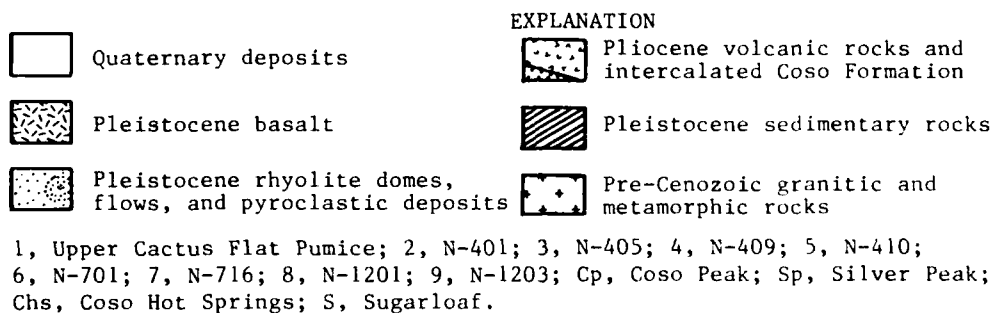 EXPLANATION
Quaternary deposits
Pleistocene basalt
Pleistocene rhyolite domes,
flows, and pyroclastic deposits
Pliocene volcanic rocks and
intercalated Coso Formation
Pleistocene sedimentary rocks
Pre-Cenozoic granitic and
metamorphic rocks
1, Upper Cactus Flat Pumice; 2, N-401; 3, N-405; 4, N-409; 5, N-410;
6, N-701; 7, N-716; 8, N-1201; 9, N-1203; Cp, Coso Peak; Sp, Silver Peak;
Chs, Coso Hot Springs; S, Sugarloaf.